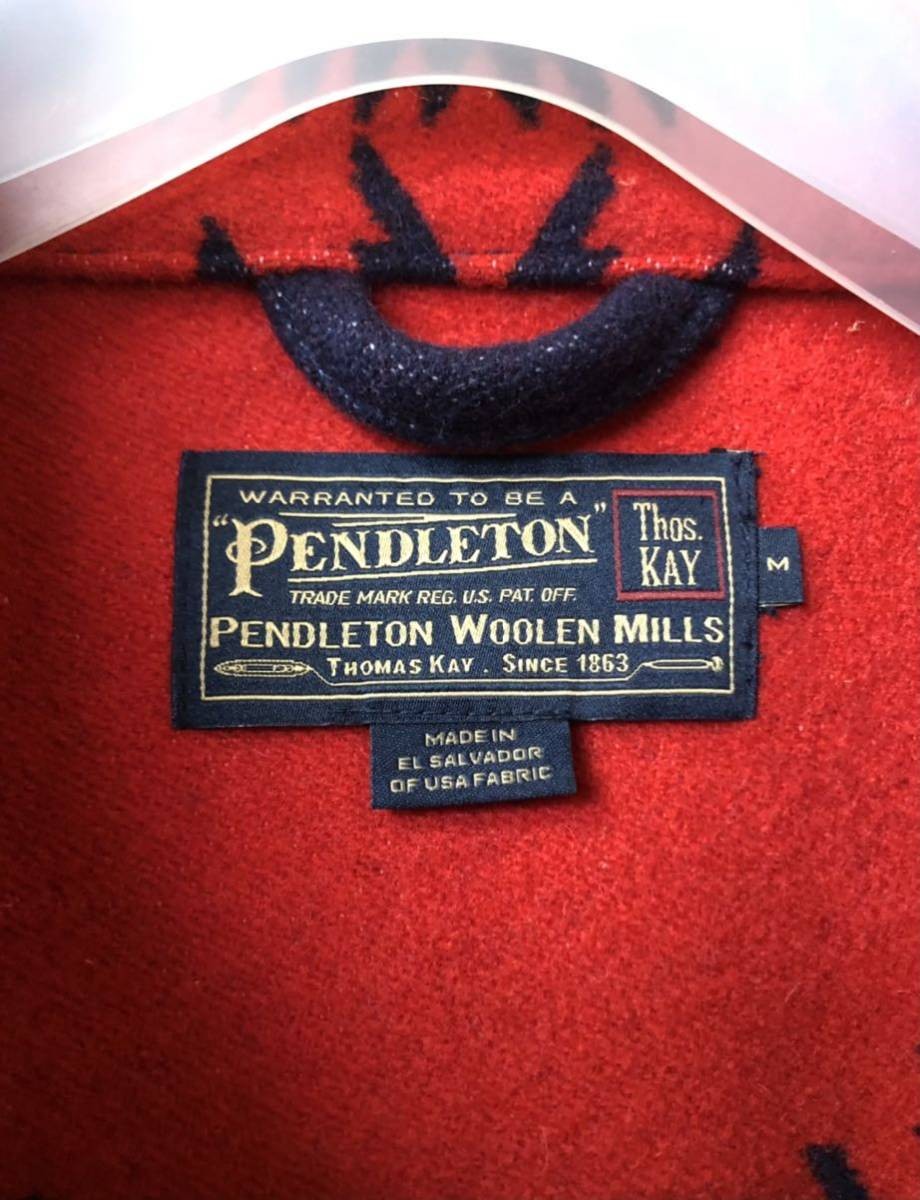 WARRANTED TO BE A
"PENDLETON"
TRADE MARK REG. U.S. PAT. OFF.
Thos.
KAY
PENDLETON WOOLEN MILLS
THOMAS KAY . SINCE 1863
M
MADE IN
EL SALVADOR
OF USA FABRIC